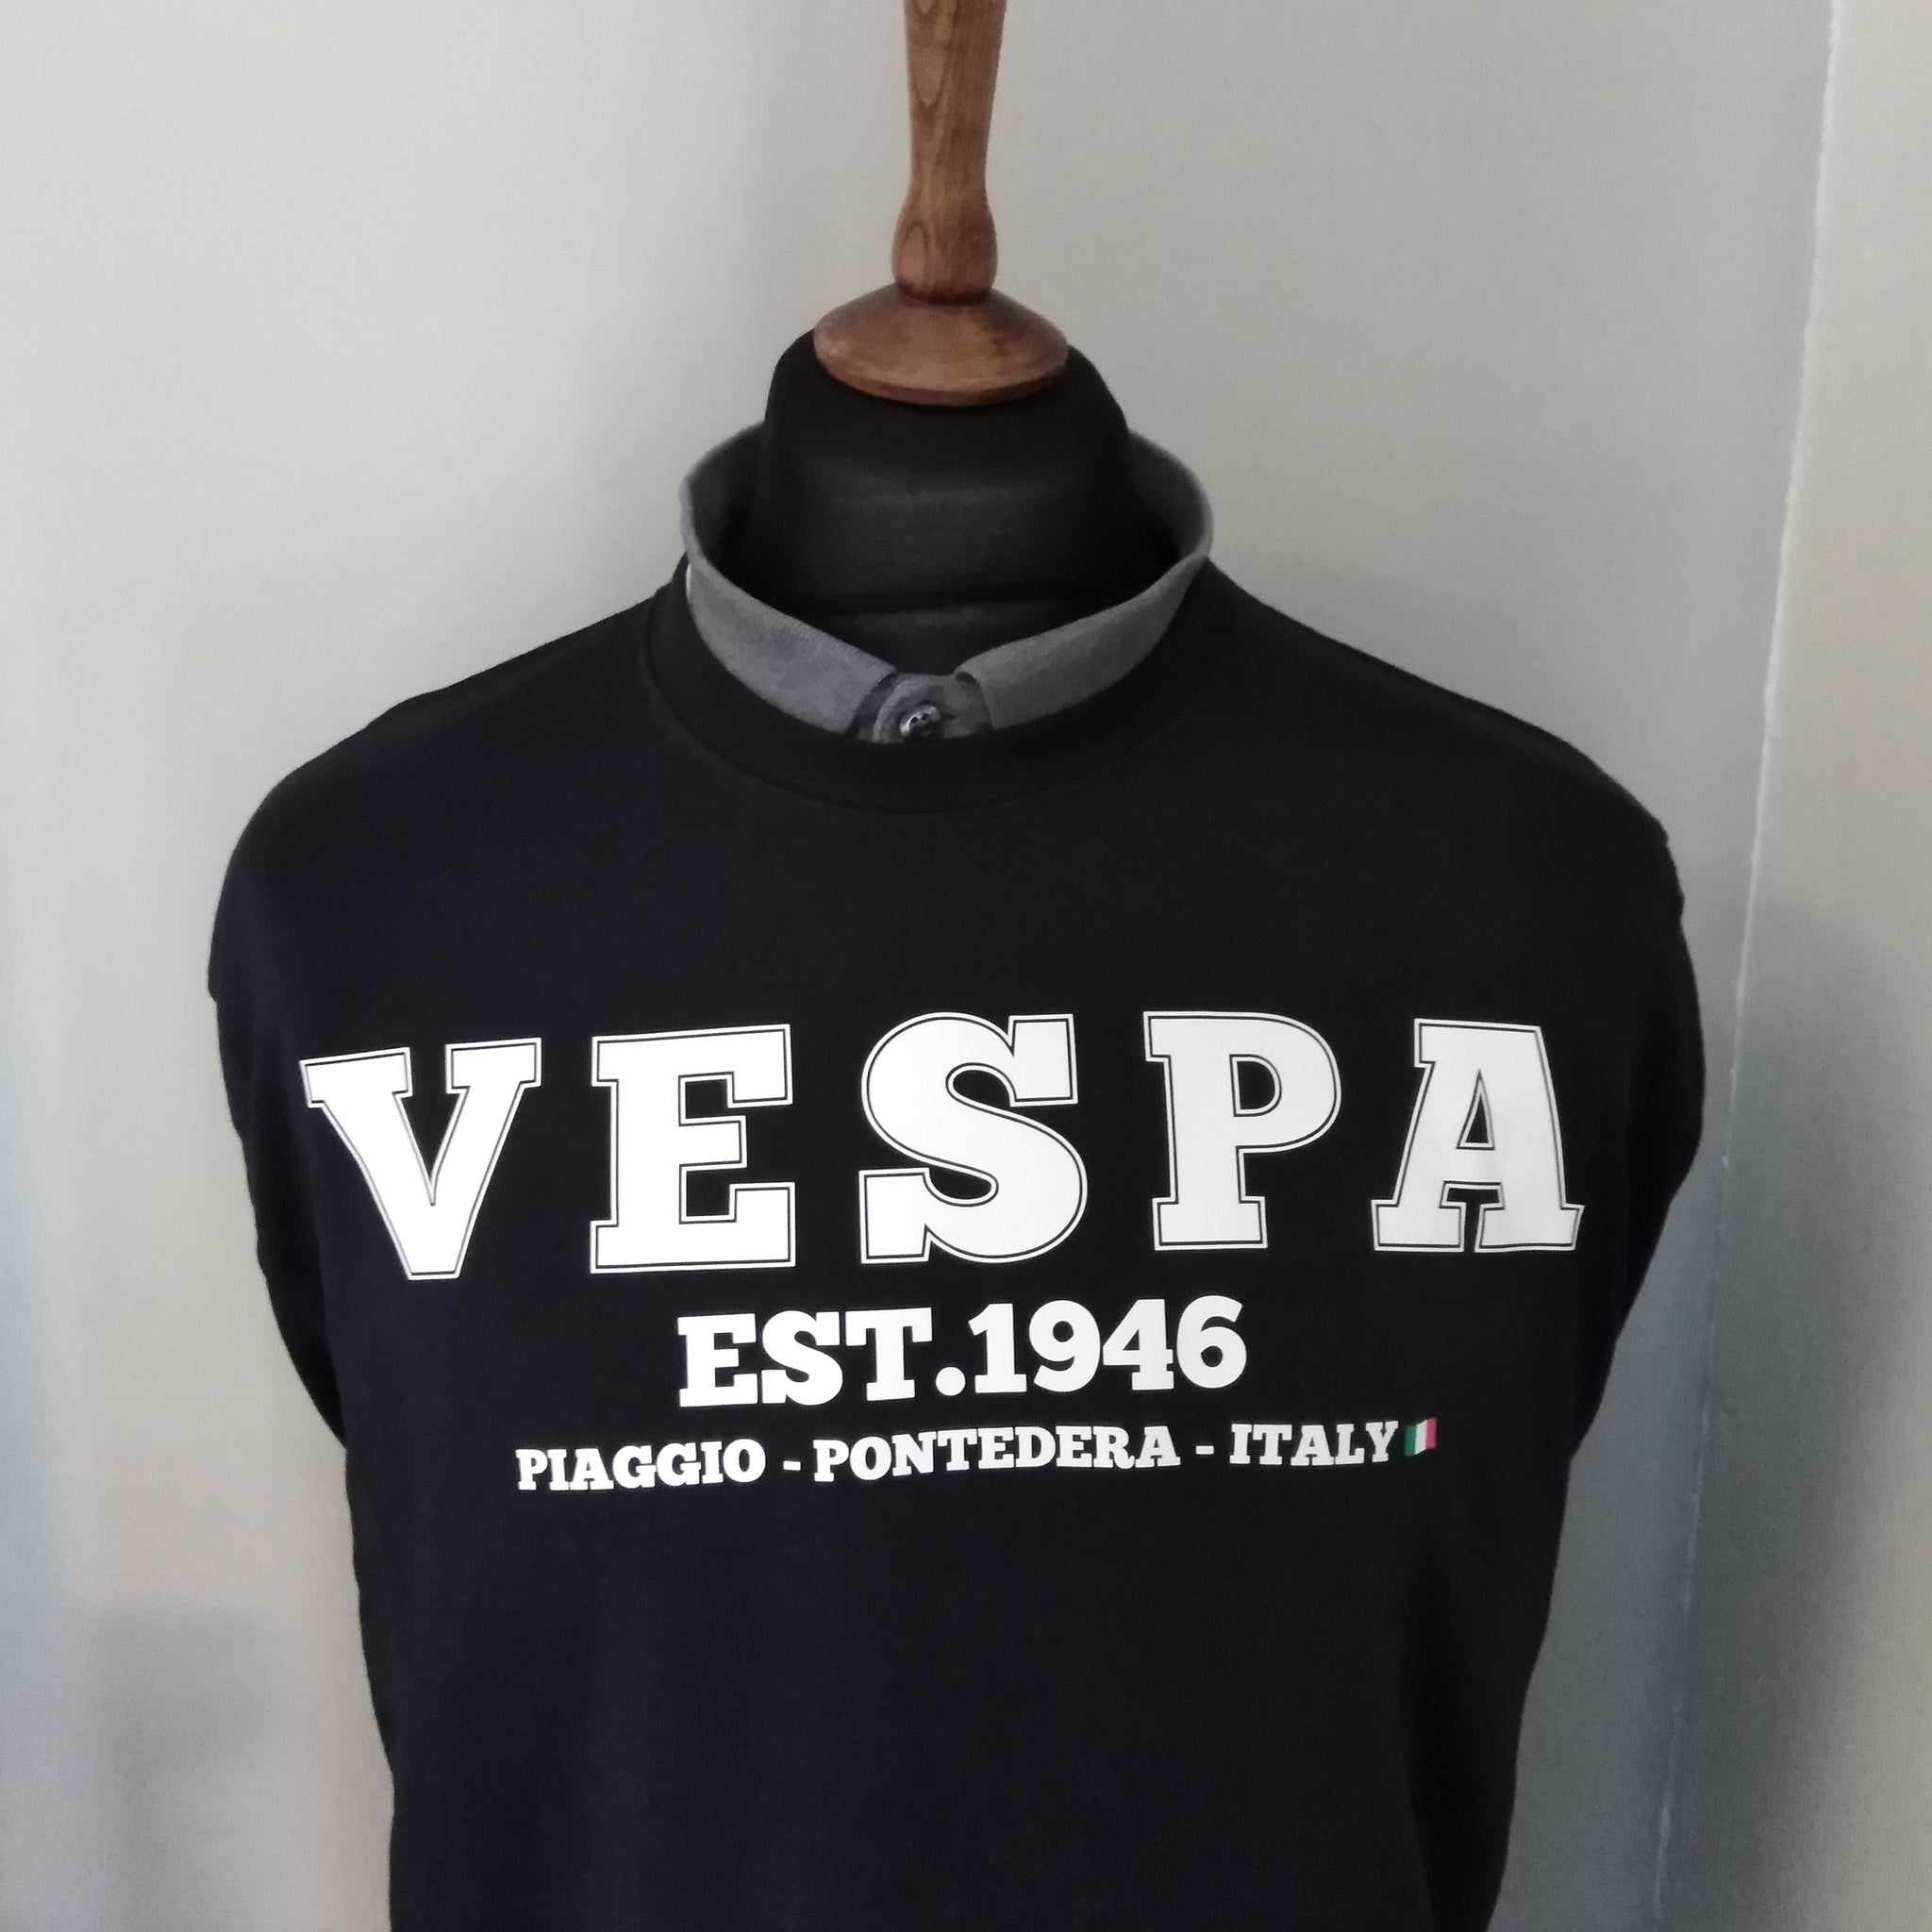 VESPA
EST.1946
PIAGGIO - PONTEDERA - ITALY